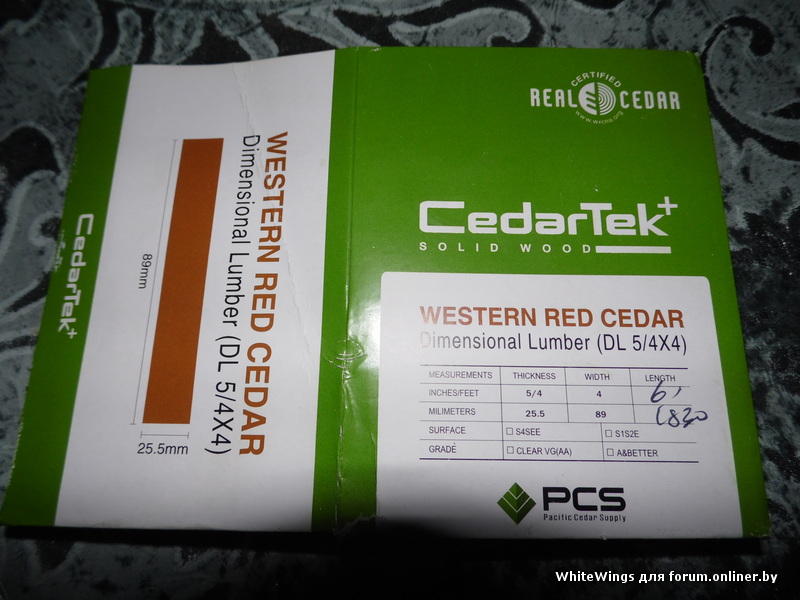 CedarTek+
89mm
25.5mm
WESTERN RED CEDAR
Dimensional Lumber (DL 5/4X4)
CERTIFIED
REAL CEDAR
www.wrcea.org
CedarTek+
SOLID WOOD
WESTERN RED CEDAR
Dimensional Lumber (DL 5/4X4)
MEASUREMENTS THICKNESS WIDTH LENGTH
INCHES/FEET 5/4 4 6'
MILIMETERS 25.5 89 1830
SURFACE ☐ S4SEE ☐ S1S2E
GRADE ☐ CLEAR VG(AA) ☐ A&BETTER
PCS
Pacific Cedar Supply
WhiteWings для forum.onliner.by